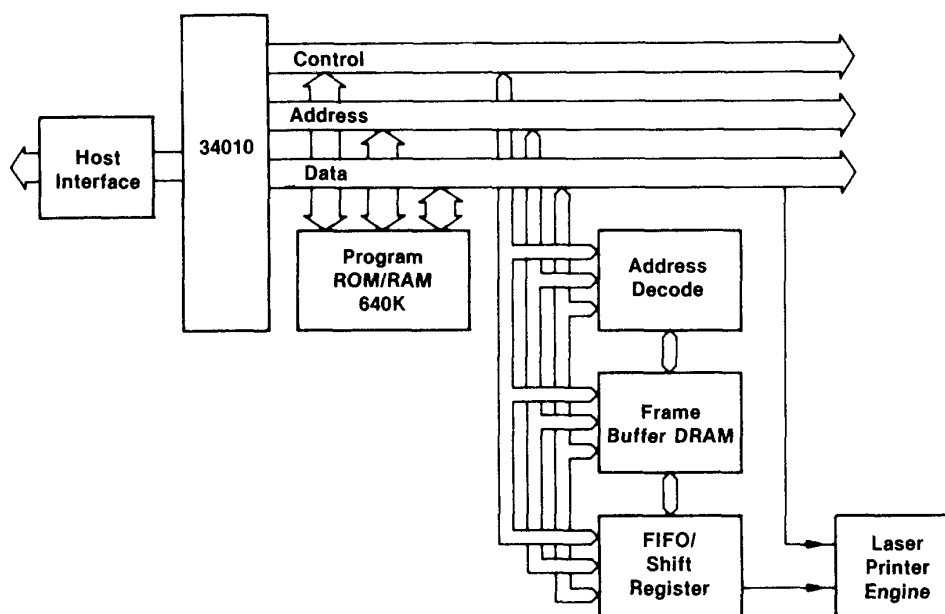 Control
Address
34010
Host
Interface
Data
Program
ROM/RAM
640K
Address
Decode
Frame
Buffer DRAM
FIFO/
Shift
Register
Laser
Printer
Engine